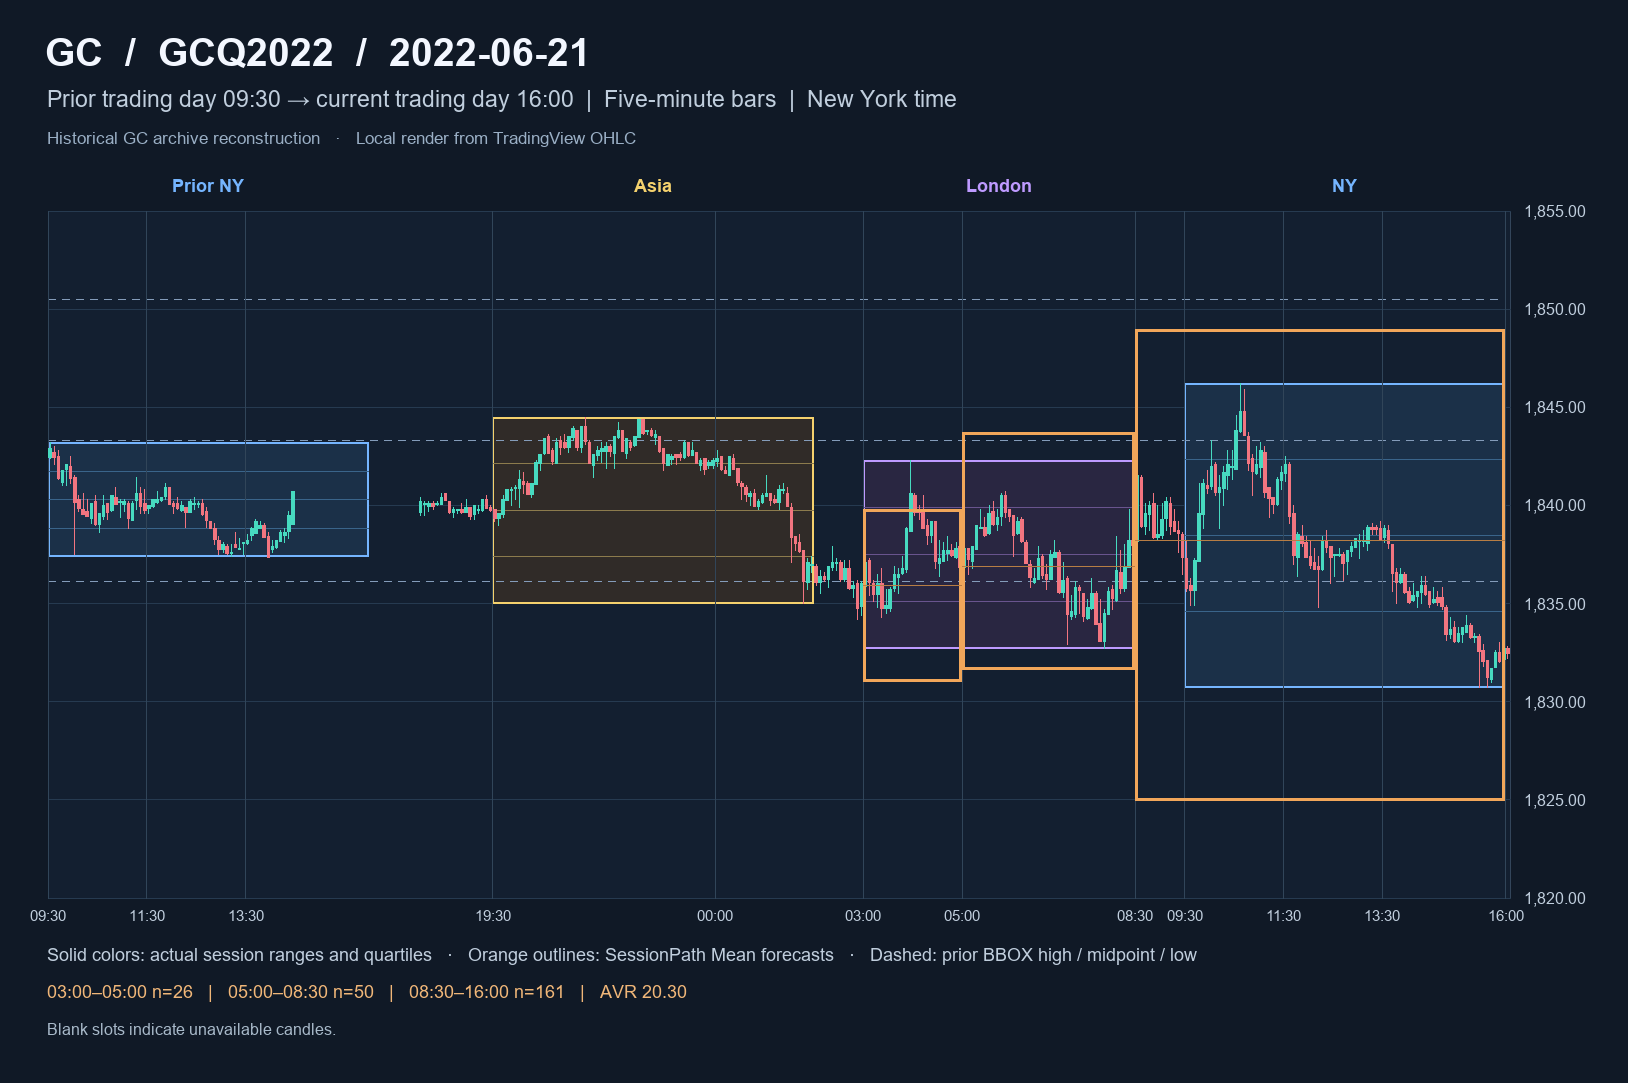 GC / GCQ2022 / 2022-06-21
Prior trading day 09:30 → current trading day 16:00 | Five-minute bars | New York time
Historical GC archive reconstruction · Local render from TradingView OHLC
Prior NY Asia London NY
1,855.00
1,850.00
1,845.00
1,840.00
1,835.00
1,830.00
1,825.00
1,820.00
09:30 11:30 13:30 19:30 00:00 03:00 05:00 08:30 09:30 11:30 13:30 16:00
Solid colors: actual session ranges and quartiles · Orange outlines: SessionPath Mean forecasts · Dashed: prior BBOX high / midpoint / low
03:00–05:00 n=26 | 05:00–08:30 n=50 | 08:30–16:00 n=161 | AVR 20.30
Blank slots indicate unavailable candles.